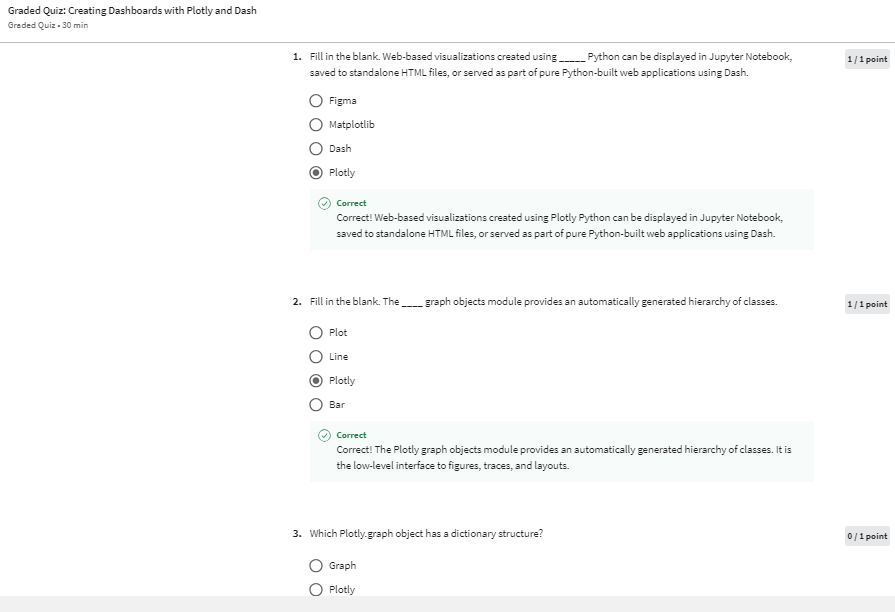 Graded Quiz: Creating Dashboards with Plotly and Dash
Graded Quiz • 30 min
1. Fill in the blank. Web-based visualizations created using _____ Python can be displayed in Jupyter Notebook,
saved to standalone HTML files, or served as part of pure Python-built web applications using Dash.
1 / 1 point
Figma
Matplotlib
Dash
Plotly
Correct
Correct! Web-based visualizations created using Plotly Python can be displayed in Jupyter Notebook,
saved to standalone HTML files, or served as part of pure Python-built web applications using Dash.
2. Fill in the blank. The ____ graph objects module provides an automatically generated hierarchy of classes.
1 / 1 point
Plot
Line
Plotly
Bar
Correct
Correct! The Plotly graph objects module provides an automatically generated hierarchy of classes. It is
the low-level interface to figures, traces, and layouts.
3. Which Plotly.graph object has a dictionary structure?
0 / 1 point
Graph
Plotly